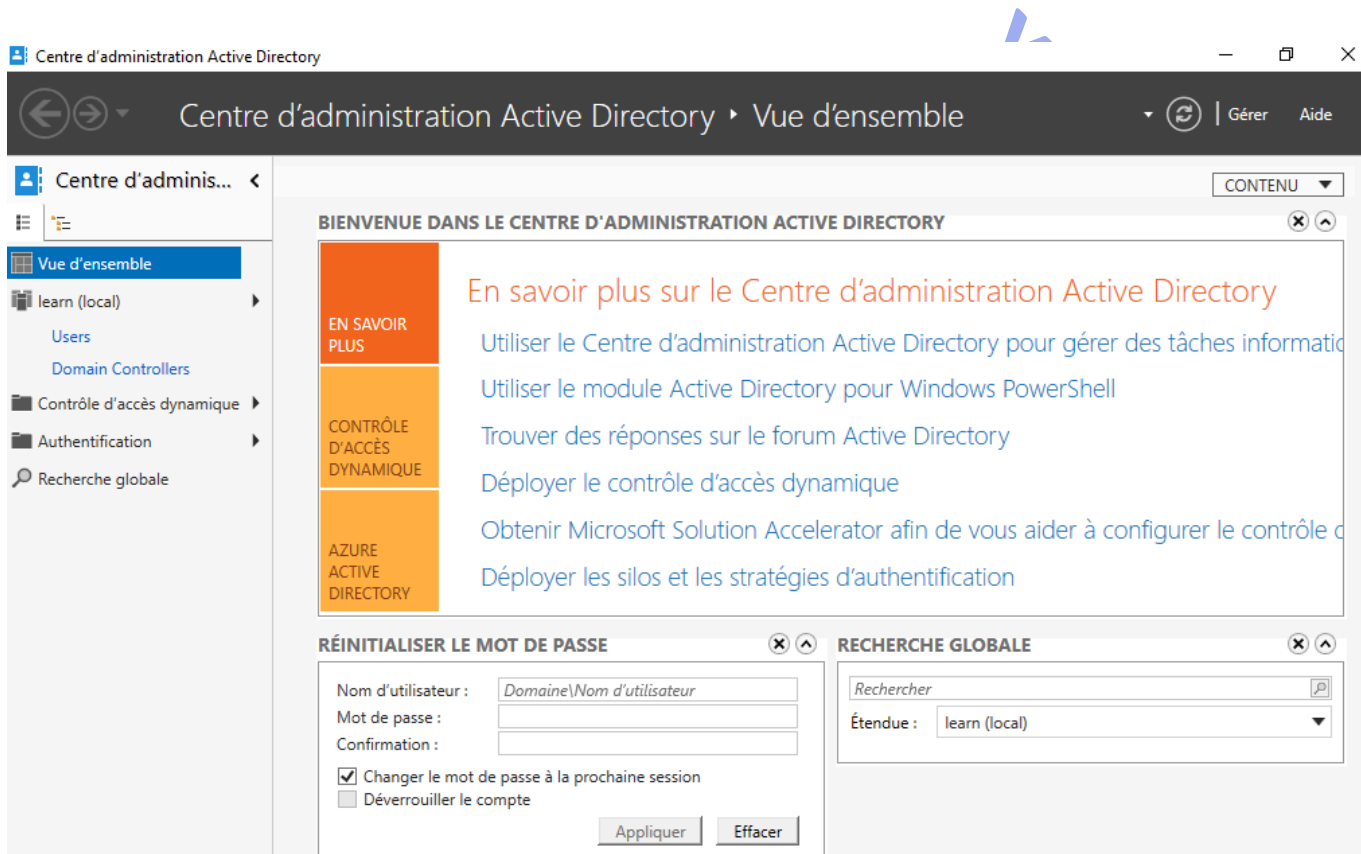 Centre d'administration Active Directory
Centre d'administration Active Directory ‣ Vue d'ensemble
Gérer
Aide
Centre d'adminis...
CONTENU
Vue d'ensemble
learn (local)
Users
Domain Controllers
Contrôle d'accès dynamique
Authentification
Recherche globale
BIENVENUE DANS LE CENTRE D'ADMINISTRATION ACTIVE DIRECTORY
EN SAVOIR
PLUS
CONTRÔLE
D'ACCÈS
DYNAMIQUE
AZURE
ACTIVE
DIRECTORY
En savoir plus sur le Centre d'administration Active Directory
Utiliser le Centre d'administration Active Directory pour gérer des tâches informatic
Utiliser le module Active Directory pour Windows PowerShell
Trouver des réponses sur le forum Active Directory
Déployer le contrôle d'accès dynamique
Obtenir Microsoft Solution Accelerator afin de vous aider à configurer le contrôle
Déployer les silos et les stratégies d'authentification
RÉINITIALISER LE MOT DE PASSE
Nom d'utilisateur :
Domaine\Nom d'utilisateur
Mot de passe :
Confirmation :
Changer le mot de passe à la prochaine session
Déverrouiller le compte
Appliquer
Effacer
RECHERCHE GLOBALE
Rechercher
Étendue :
learn (local)